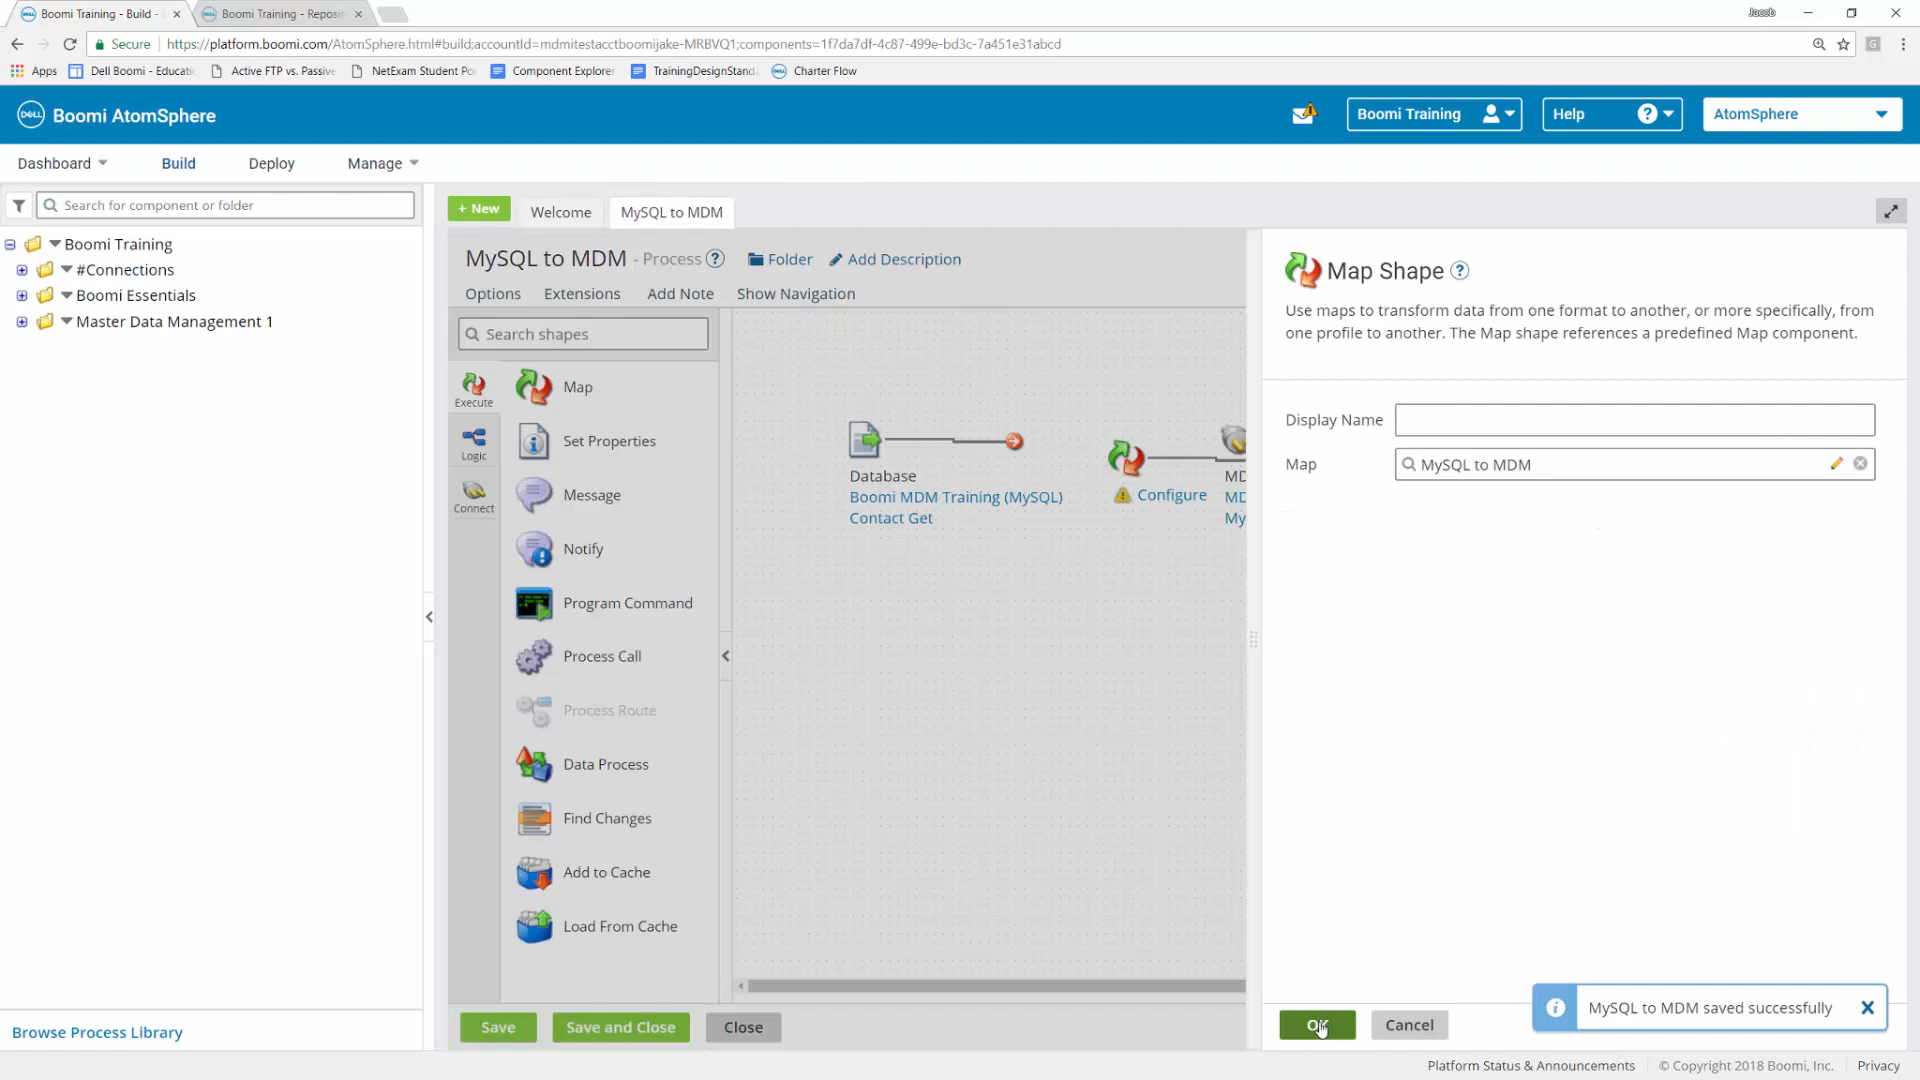 Boomi Training - Build -
Boomi Training - Reposi
Jacob
Secure
https://platform.boomi.com/AtomSphere.html#build;accountId=mdmitestacctboomijake-MRBVQ1;components=1f7da7df-4c87-499e-bd3c-7a451e31abcd
Apps
Dell Boomi - Educati
Active FTP vs. Passive
NetExam Student Po
Component Explorer
TrainingDesignStand
Charter Flow
DELL
Boomi AtomSphere
Boomi Training
Help
AtomSphere
Dashboard
Build
Deploy
Manage
Search for component or folder
Boomi Training
#Connections
Boomi Essentials
Master Data Management 1
Browse Process Library
+ New
Welcome
MySQL to MDM
MySQL to MDM - Process
Folder
Add Description
Options
Extensions
Add Note
Show Navigation
Search shapes
Execute
Logic
Connect
Map
Set Properties
Message
Notify
Program Command
Process Call
Process Route
Data Process
Find Changes
Add to Cache
Load From Cache
Database
Boomi MDM Training (MySQL)
Contact Get
Configure
MD
MD
My
Save
Save and Close
Close
Map Shape
Use maps to transform data from one format to another, or more specifically, from
one profile to another. The Map shape references a predefined Map component.
Display Name
Map
MySQL to MDM
OK
Cancel
MySQL to MDM saved successfully
Platform Status & Announcements
© Copyright 2018 Boomi, Inc.
Privacy